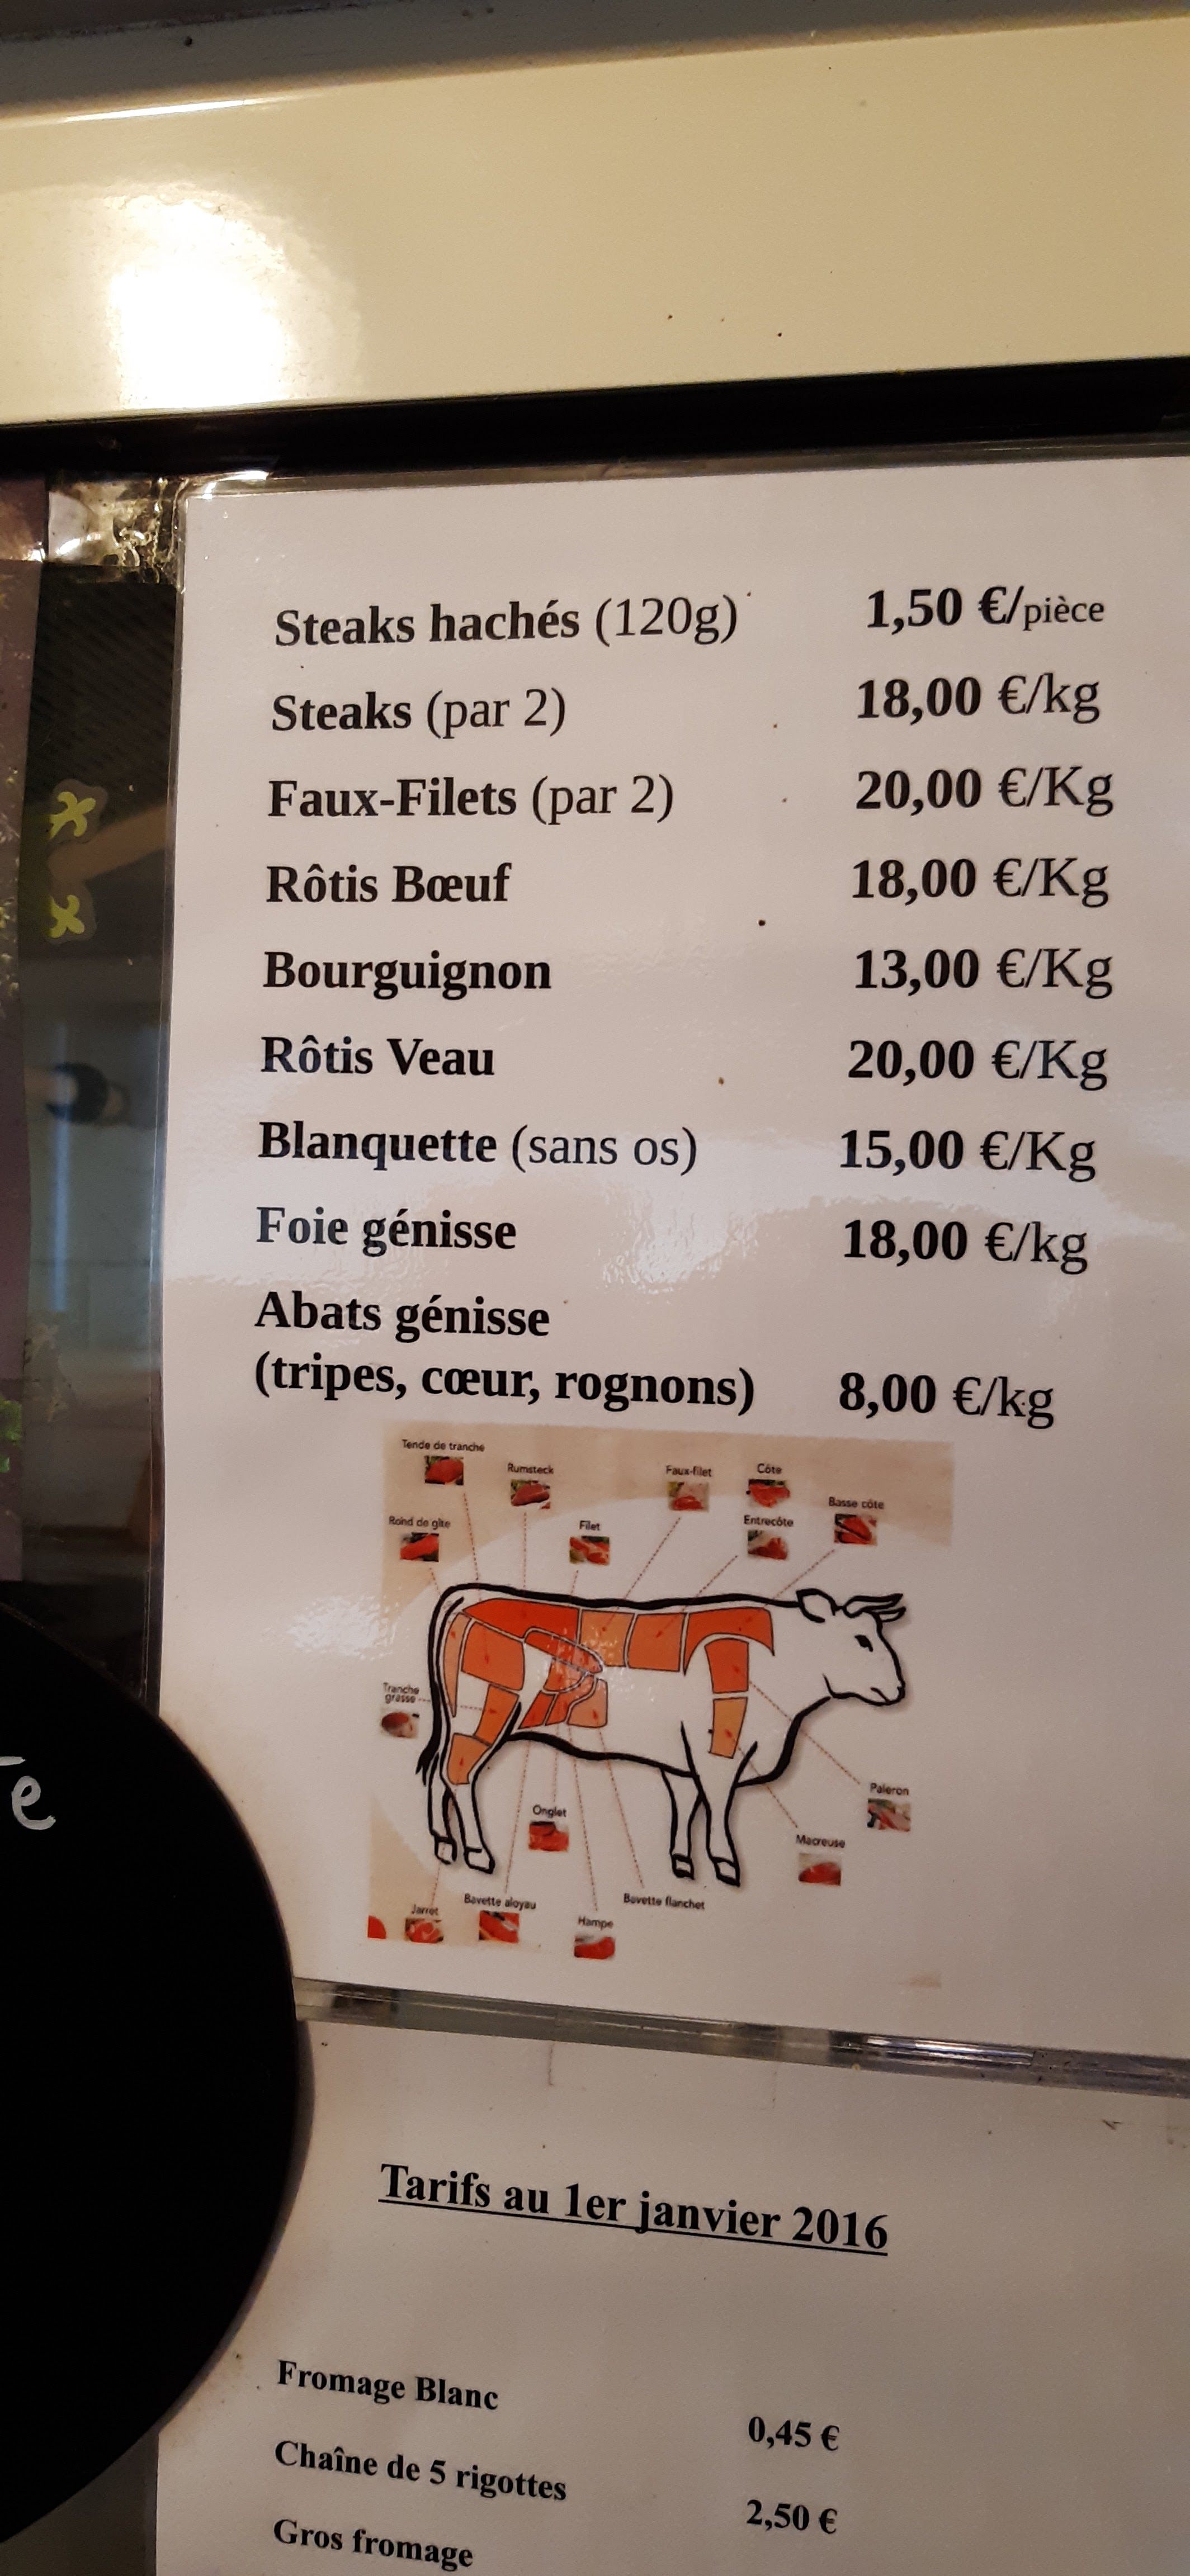 Steaks hachés (120g) 1,50 €/pièce
Steaks (par 2) 18,00 €/kg
Faux-Filets (par 2) 20,00 €/Kg
Rôtis Bœuf 18,00 €/Kg
Bourguignon 13,00 €/Kg
Rôtis Veau 20,00 €/Kg
Blanquette (sans os) 15,00 €/Kg
Foie génisse 18,00 €/kg
Abats génisse
(tripes, cœur, rognons) 8,00 €/kg
Tende de tranche
Rumsteck
Faux-filet
Côte
Basse côte
Rond de gîte
Filet
Entrecôte
Tranche
grasse
Paleron
Onglet
Macreuse
Jarret
Bavette aloyau
Bavette flanchet
Hampe
Te
Tarifs au 1er janvier 2016
Fromage Blanc 0,45 €
Chaîne de 5 rigottes 2,50 €
Gros fromage